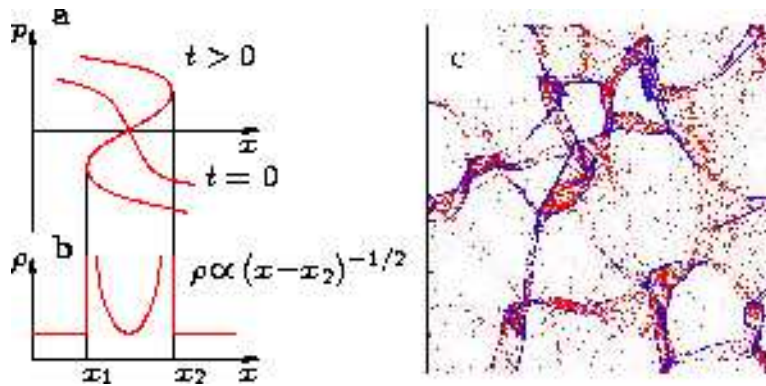 a
p
t > 0
x
t = 0
b
ρ
ρ ∝ (x−x₂)^{−1/2}
x₁
x₂
x
c